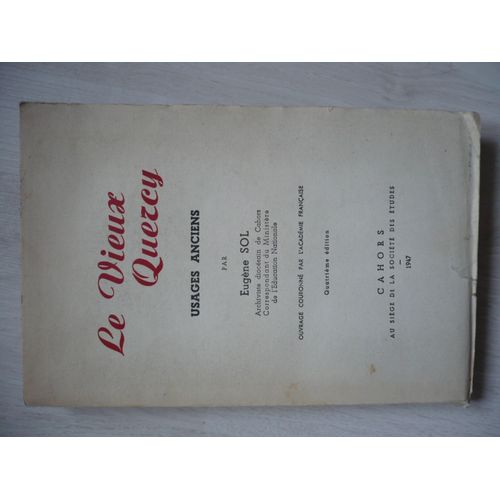 Le Vieux
Quercy
USAGES ANCIENS
PAR
Eugène SOL
Archiviste diocésain de Cahors
Correspondant du Ministère
de l'Éducation Nationale
OUVRAGE COURONNÉ PAR L'ACADÉMIE FRANÇAISE
Quatrième édition
CAHORS
AU SIÈGE DE LA SOCIÉTÉ DES ÉTUDES
1947